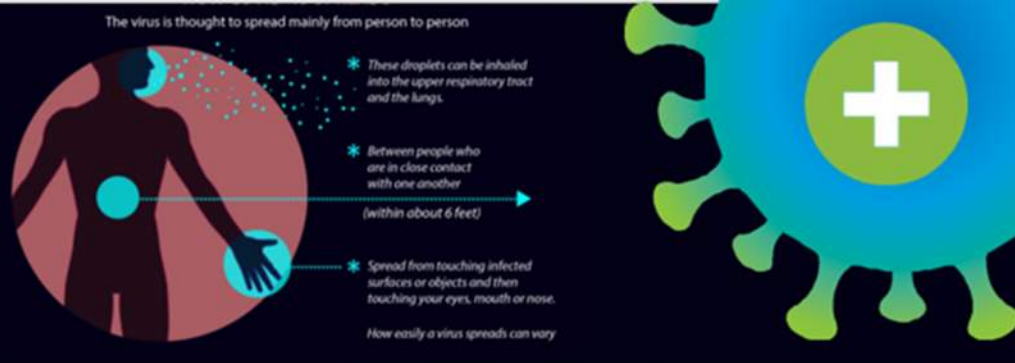 The virus is thought to spread mainly from person to person
* These droplets can be inhaled
into the upper respiratory tract
and the lungs.
* Between people who
are in close contact
with one another
(within about 6 feet)
* Spread from touching infected
surfaces or objects and then
touching your eyes, mouth or nose.
How easily a virus spreads can vary